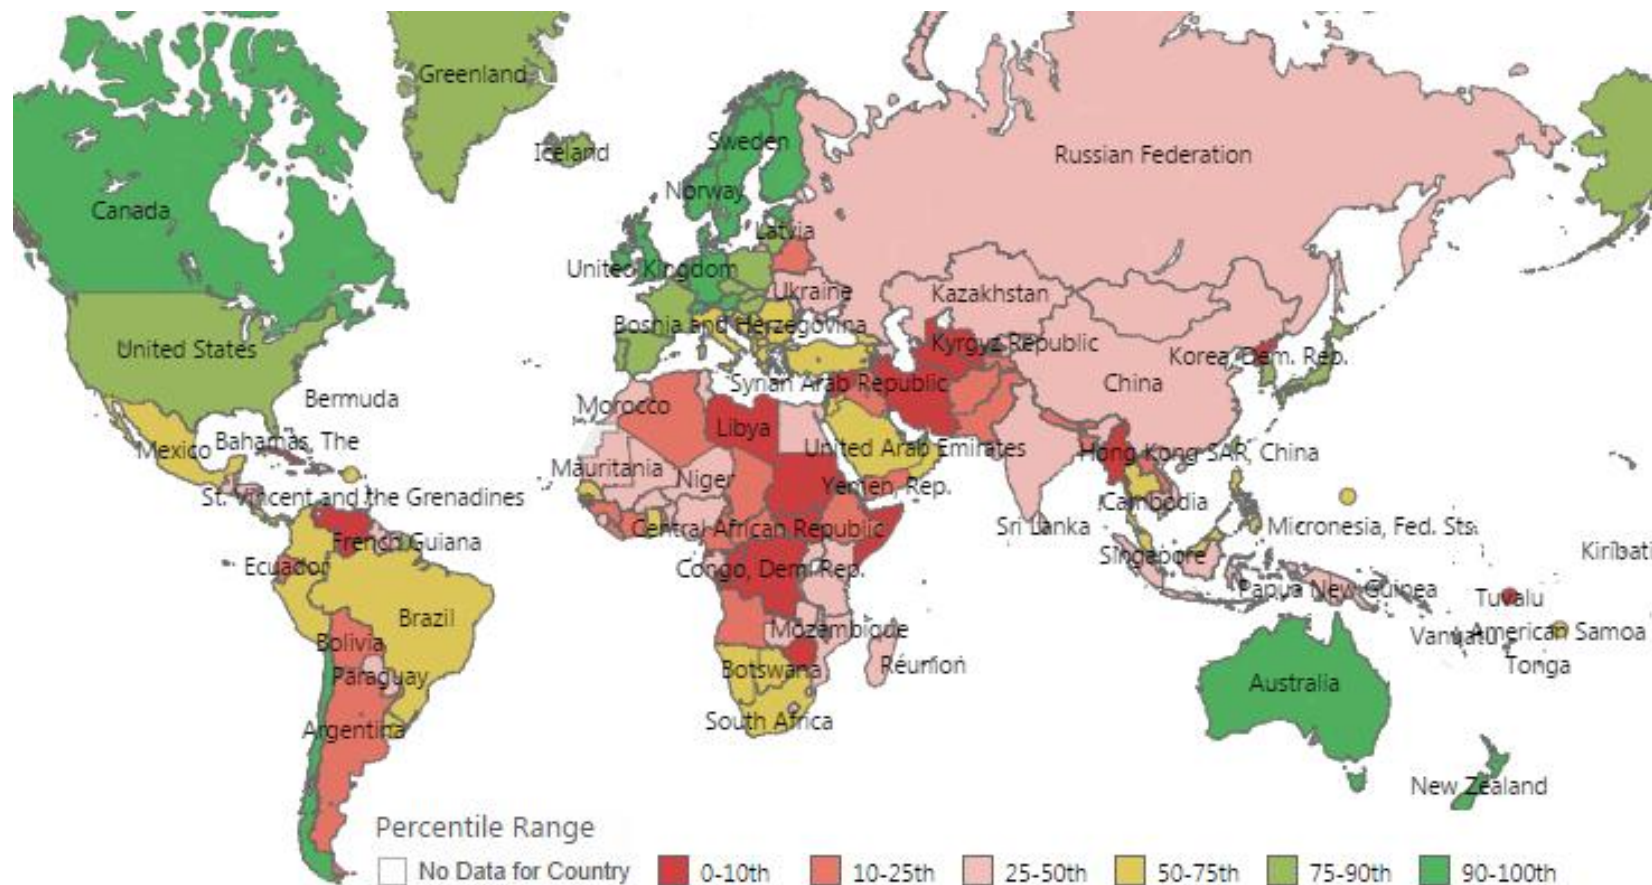 Greenland
Iceland
Sweden
Russian Federation
Norway
Canada
Latvia
United Kingdom
Ukraine
Kazakhstan
Bosnia and Herzegovina
United States
Kyrgyz Republic
Korea, Dem. Rep.
Syrian Arab Republic
China
Bermuda
Morocco
Libya
Bahamas, The
Mexico
United Arab Emirates
Hong Kong SAR, China
Mauritania
Niger
Yemen, Rep.
St. Vincent and the Grenadines
Cambodia
Central African Republic
Sri Lanka
Micronesia, Fed. Sts.
French Guiana
Singapore
Kiribati
Ecuador
Congo, Dem. Rep.
Papua New Guinea
Tuvalu
Brazil
Mozambique
Vanuatu
American Samoa
Bolivia
Botswana
Réunion
Tonga
Paraguay
Australia
South Africa
Argentina
New Zealand
Percentile Range
No Data for Country 0-10th 10-25th 25-50th 50-75th 75-90th 90-100th